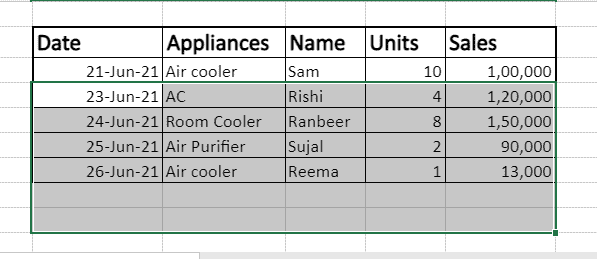 Date Appliances Name Units Sales
21-Jun-21 Air cooler Sam 10 1,00,000
23-Jun-21 AC Rishi 4 1,20,000
24-Jun-21 Room Cooler Ranbeer 8 1,50,000
25-Jun-21 Air Purifier Sujal 2 90,000
26-Jun-21 Air cooler Reema 1 13,000